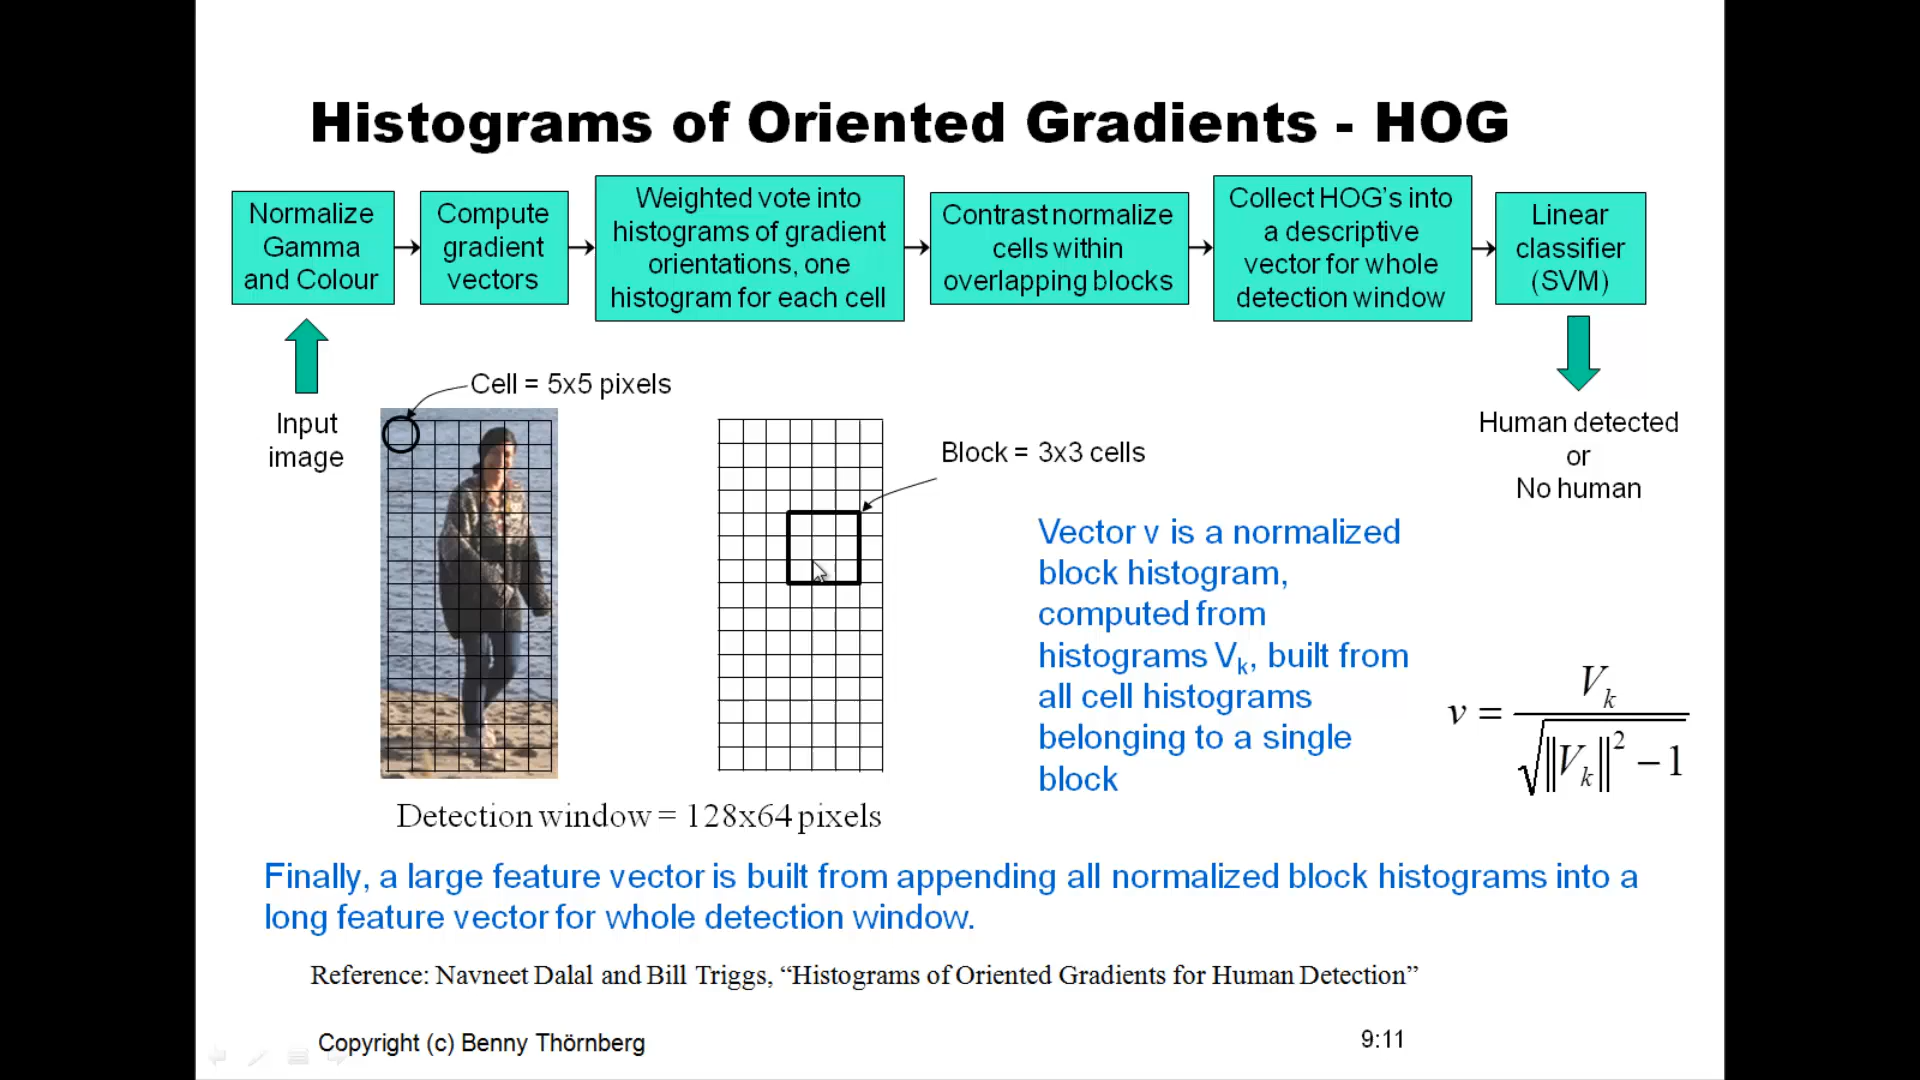 Histograms of Oriented Gradients - HOG
Normalize
Gamma
and Colour
Compute
gradient
vectors
Weighted vote into
histograms of gradient
orientations, one
histogram for each cell
Contrast normalize
cells within
overlapping blocks
Collect HOG's into
a descriptive
vector for whole
detection window
Linear
classifier
(SVM)
Input
image
Cell = 5x5 pixels
Block = 3x3 cells
Human detected
or
No human
Vector v is a normalized
block histogram,
computed from
histograms Vk, built from
all cell histograms
belonging to a single
block
v = Vk / √(‖Vk‖² − 1)
Detection window = 128x64 pixels
Finally, a large feature vector is built from appending all normalized block histograms into a
long feature vector for whole detection window.
Reference: Navneet Dalal and Bill Triggs, “Histograms of Oriented Gradients for Human Detection”
Copyright (c) Benny Thörnberg
9:11